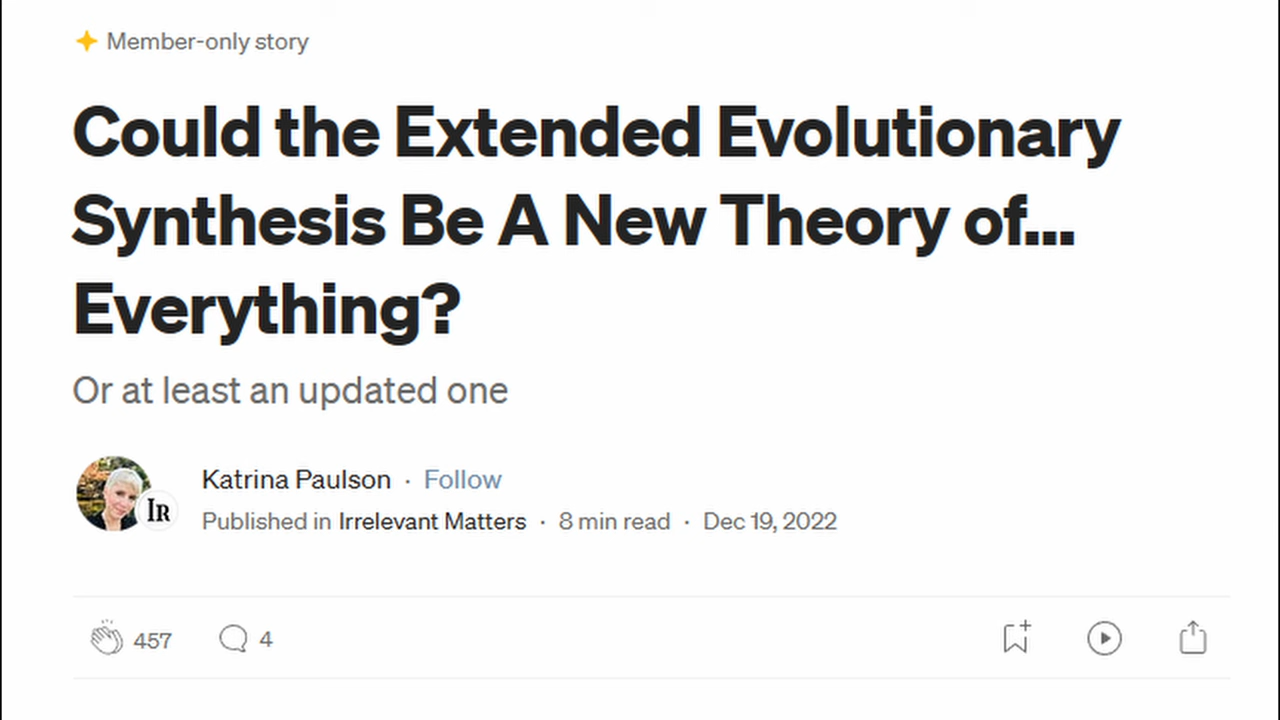 Member-only story
Could the Extended Evolutionary
Synthesis Be A New Theory of...
Everything?
Or at least an updated one
Katrina Paulson · Follow
IR
Published in Irrelevant Matters · 8 min read · Dec 19, 2022
457 4